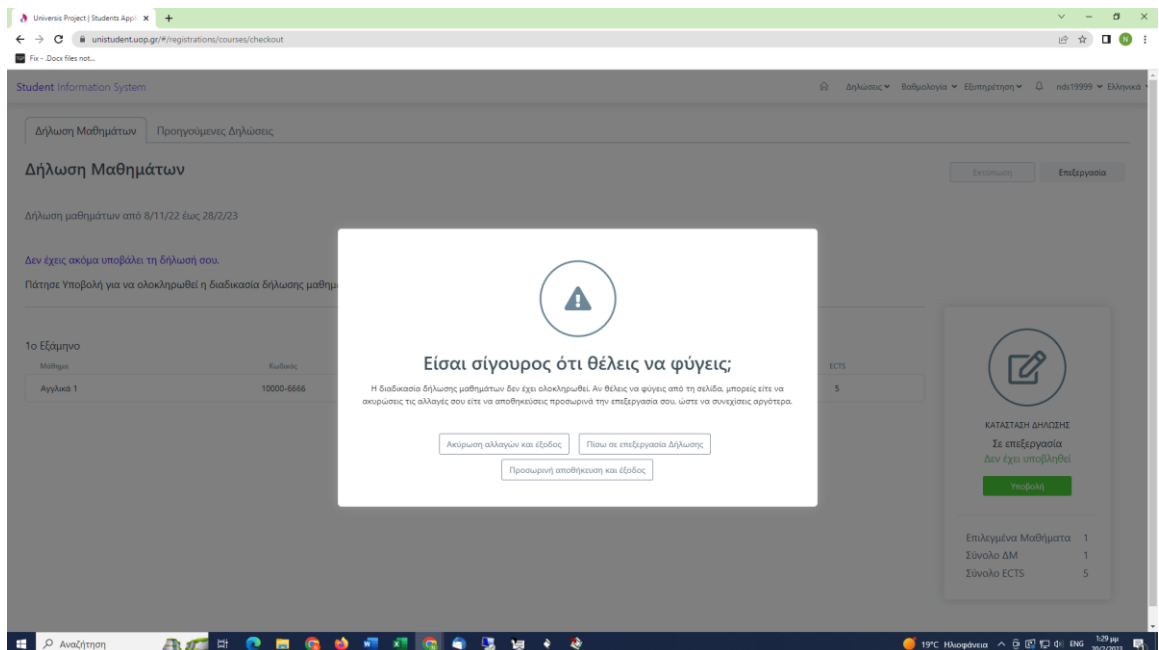 Universis Project | Students Appl
unistudent.uop.gr/#/registrations/courses/checkout
N
Fix - .Docx files not...
Student Information System
Δηλώσεις Βαθμολογία Εξυπηρέτηση nds19999 Ελληνικά
Δήλωση Μαθημάτων Προηγούμενες Δηλώσεις
Δήλωση Μαθημάτων
Εκτύπωση Επεξεργασία
Δήλωση μαθημάτων από 8/11/22 έως 28/2/23
Δεν έχεις ακόμα υποβάλει τη δήλωσή σου.
Πάτησε Υποβολή για να ολοκληρωθεί η διαδικασία δήλωσης μαθημ
Είσαι σίγουρος ότι θέλεις να φύγεις;
Η διαδικασία δήλωσης μαθημάτων δεν έχει ολοκληρωθεί. Αν θέλεις να φύγεις από τη σελίδα, μπορείς είτε να
ακυρώσεις τις αλλαγές σου είτε να αποθηκεύσεις προσωρινά την επεξεργασία σου, ώστε να συνεχίσεις αργότερα.
Ακύρωση αλλαγών και έξοδος Πίσω σε επεξεργασία Δήλωσης
Προσωρινή αποθήκευση και έξοδος
1ο Εξάμηνο
Μάθημα Κωδικός ECTS
Αγγλικά 1 10000-6666 5
ΚΑΤΑΣΤΑΣΗ ΔΗΛΩΣΗΣ
Σε επεξεργασία
Δεν έχει υποβληθεί
Υποβολή
Επιλεγμένα Μαθήματα 1
Σύνολο ΔΜ 1
Σύνολο ECTS 5
Αναζήτηση
19°C Ηλιοφάνεια ENG 1:29 μμ
20/2/2023